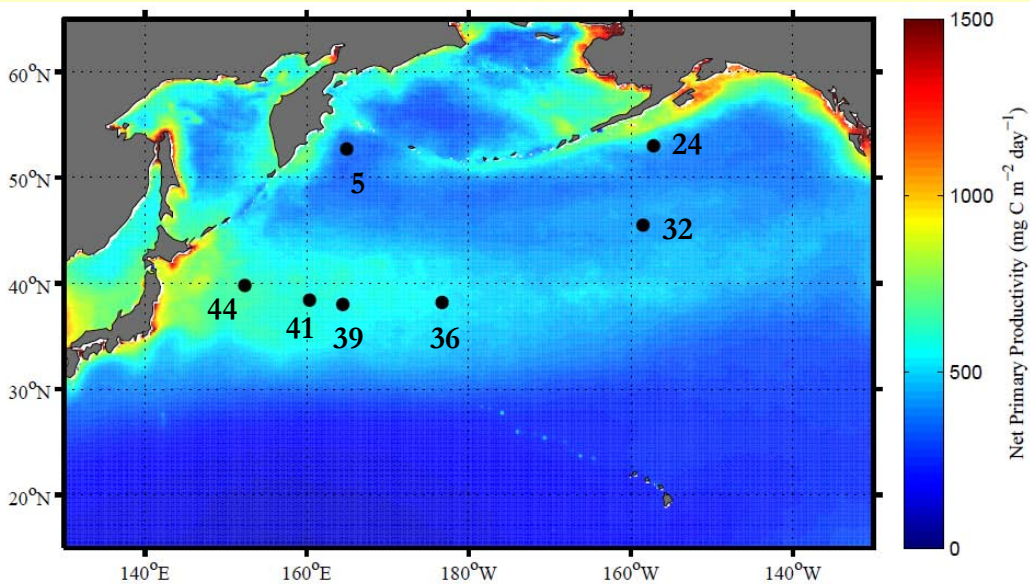 1500
60°N
24
50°N
5
1000
32
40°N
44
41
39
36
500
30°N
20°N
0
140°E
160°E
180°W
160°W
140°W
Net Primary Productivity (mg C m⁻² day⁻¹)